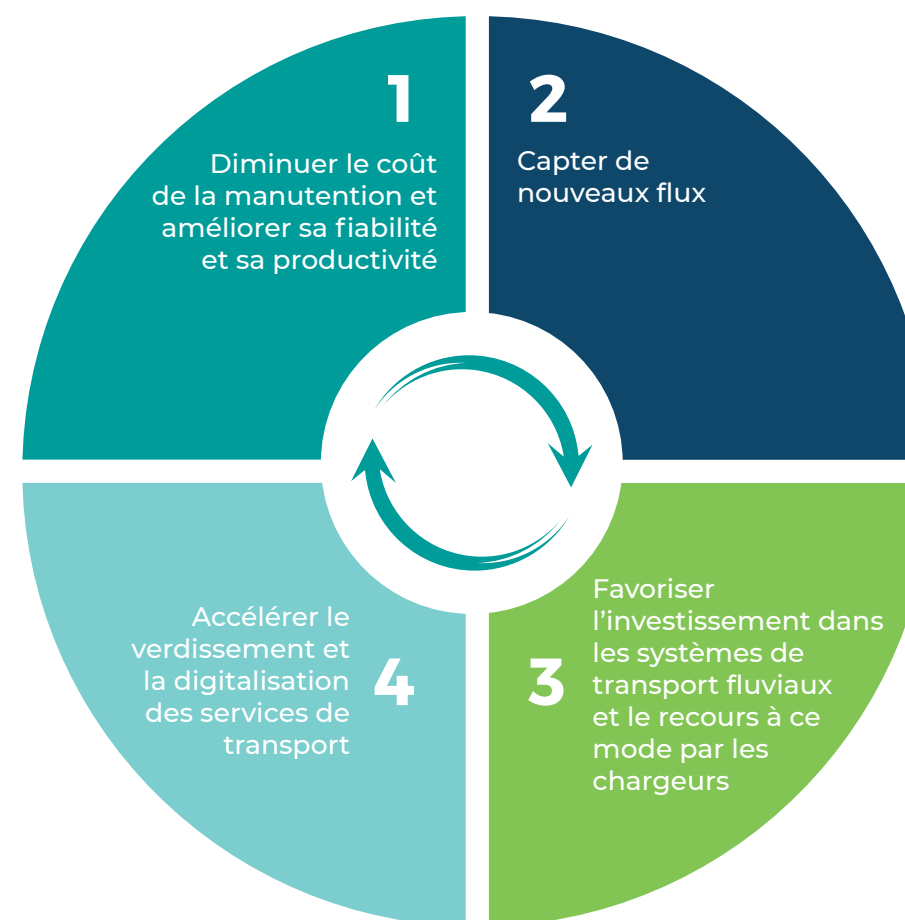 1
Diminuer le coût
de la manutention et
améliorer sa fiabilité
et sa productivité
2
Capter de
nouveaux flux
3
Favoriser
l’investissement dans
les systèmes de
transport fluviaux
et le recours à ce
mode par les
chargeurs
4
Accélérer le
verdissement et
la digitalisation
des services de
transport